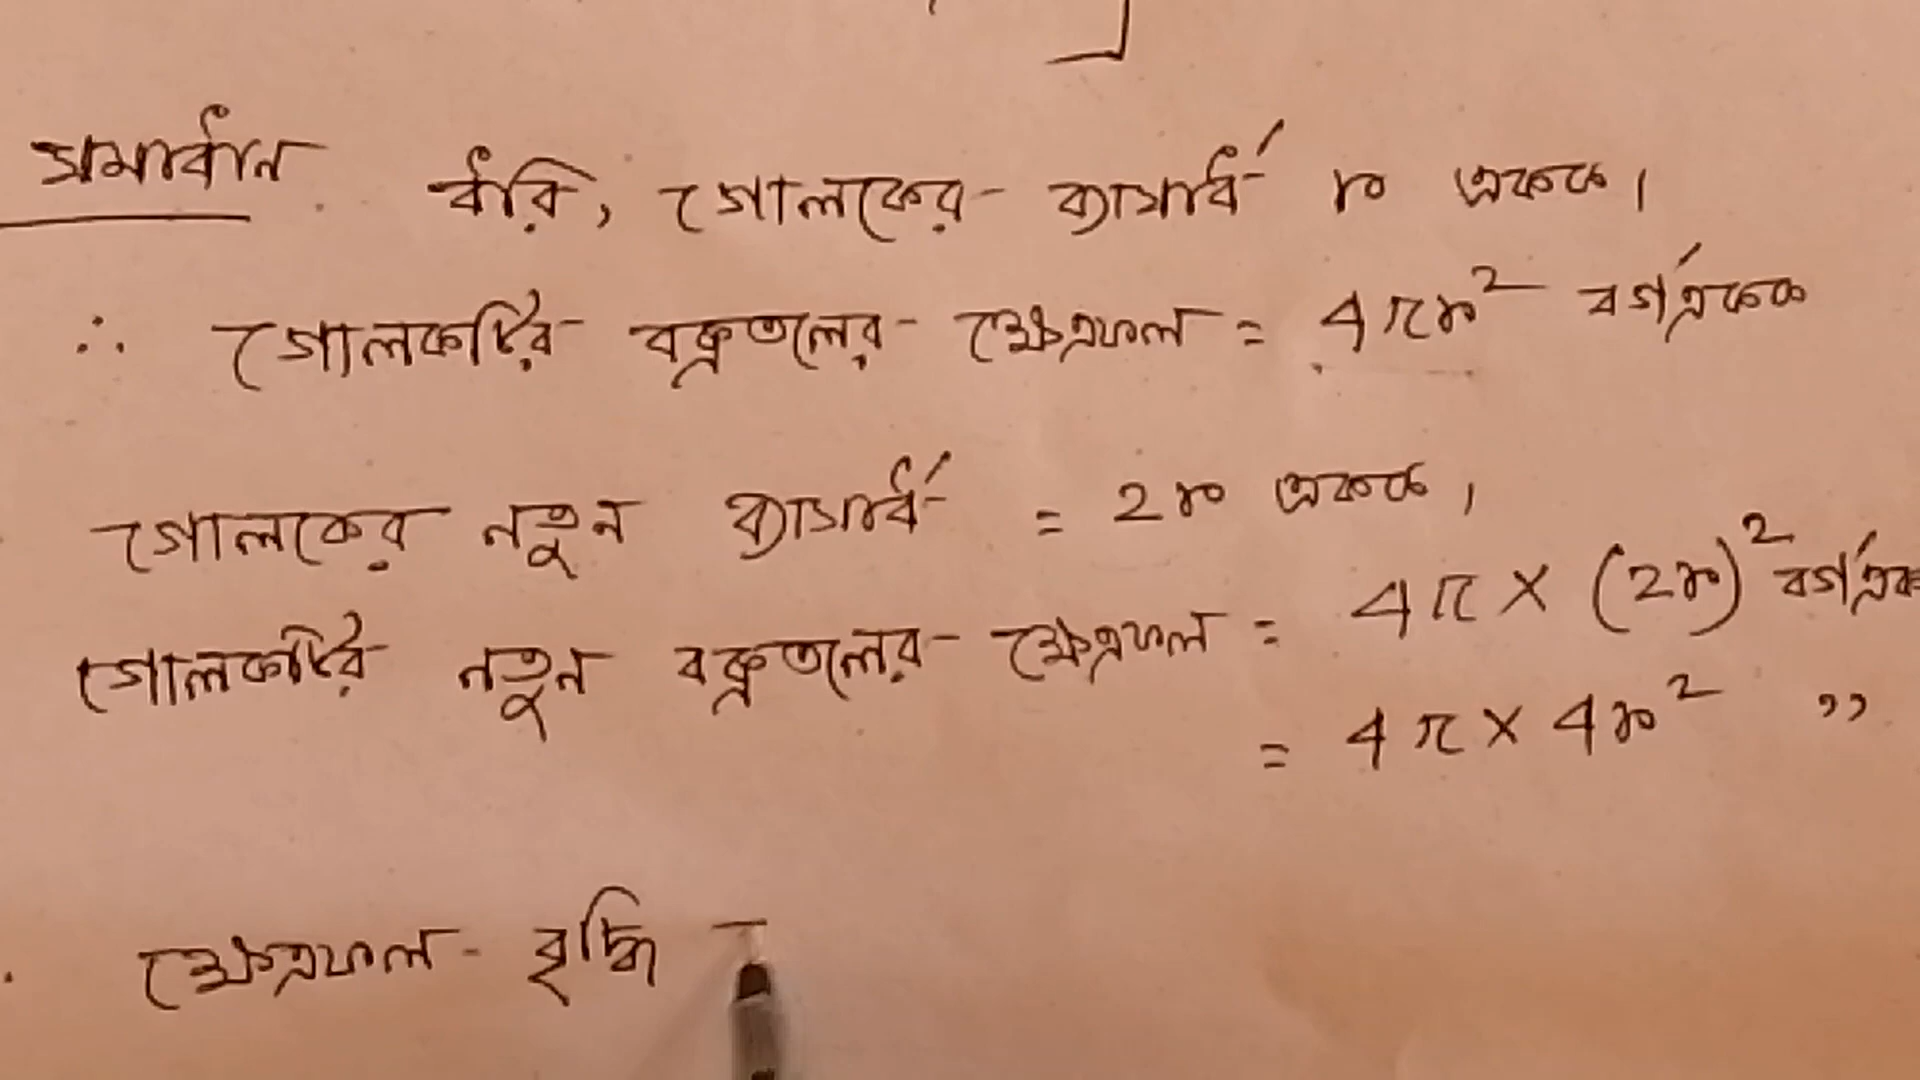 সমাধান ধরি, গোলকের ব্যাসার্ধ r একক।
∴ গোলকটির বক্রতলের ক্ষেত্রফল = 4πr² বর্গএকক
গোলকের নতুন ব্যাসার্ধ = 2r একক।
গোলকটির নতুন বক্রতলের ক্ষেত্রফল = 4π × (2r)² বর্গএক
= 4π × 4r² ,,
ক্ষেত্রফল বৃদ্ধি